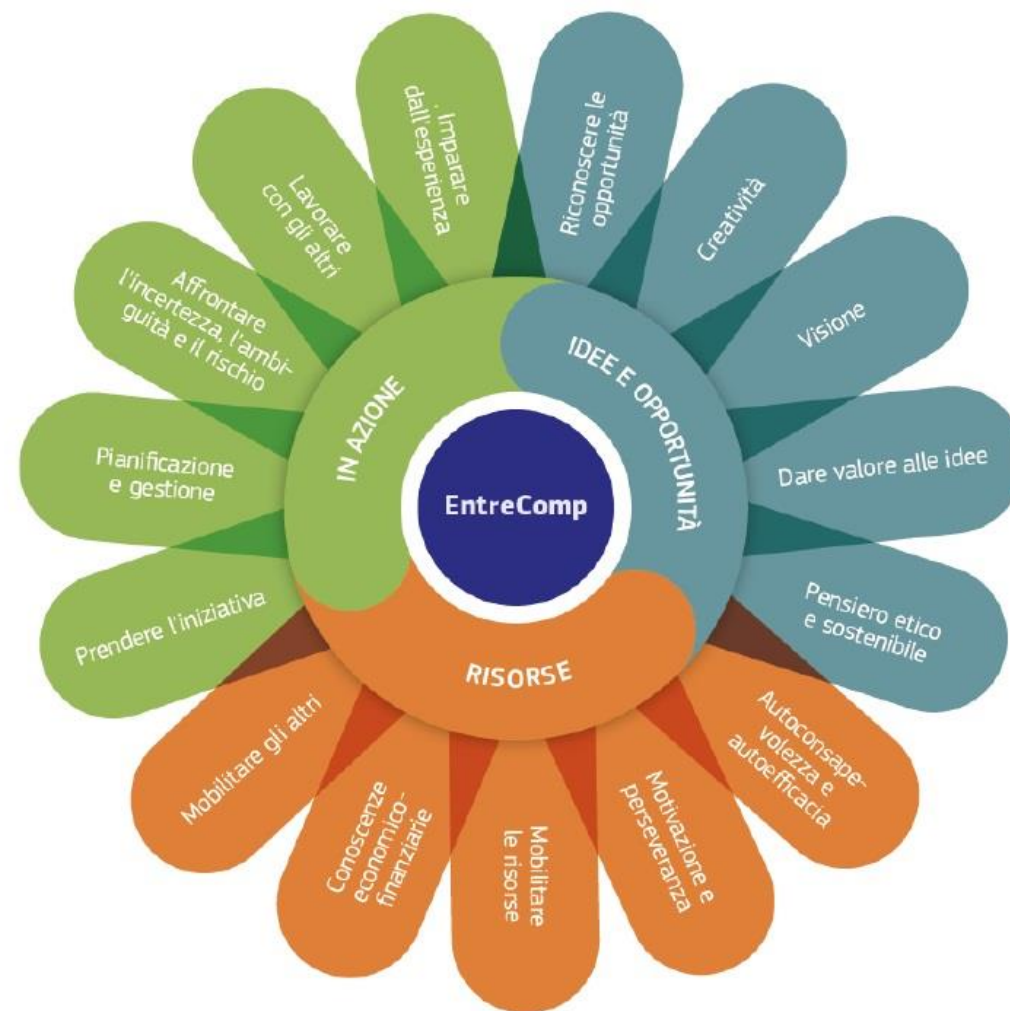 EntreComp
IDEE E OPPORTUNITÀ
Riconoscere le
opportunità
Creatività
Visione
Dare valore alle idee
Pensiero etico
e sostenibile
RISORSE
Autoconsape-
volezza e
autoefficacia
Motivazione e
perseveranza
Mobilitare
le risorse
Conoscenze
economico-
finanziarie
Mobilitare gli altri
IN AZIONE
Prendere l'iniziativa
Pianificazione
e gestione
Affrontare
l'incertezza, l'ambi-
guità e il rischio
Lavorare
con gli altri
Imparare
dall'esperienza